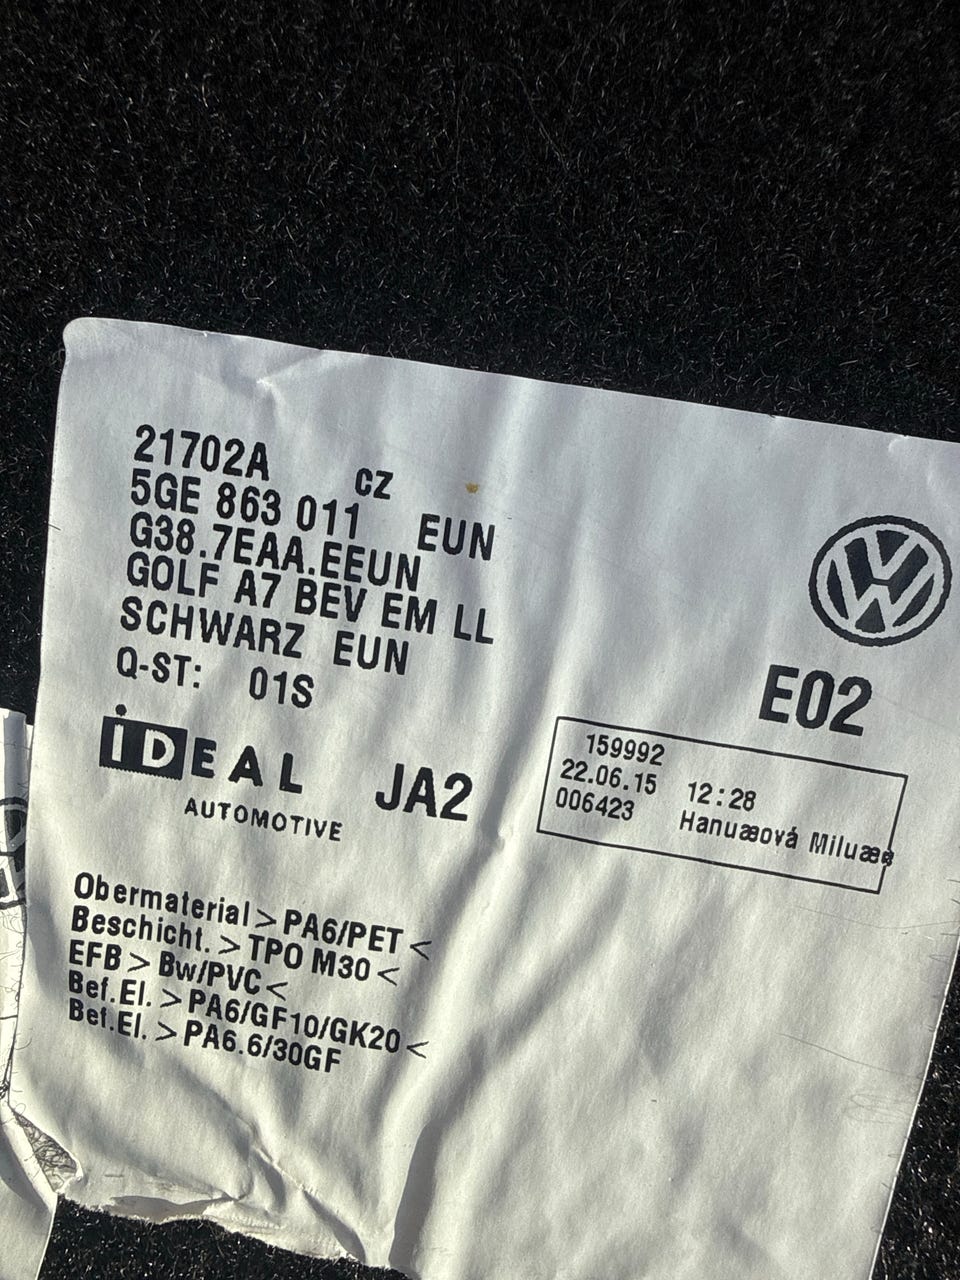 21702A CZ
5GE 863 011 EUN
G38.7EAA.EEUN
GOLF A7 BEV EM LL
SCHWARZ EUN
Q-ST: 01S
iDEAL JA2
AUTOMOTIVE
VW
E02
159992
22.06.15 12:28
006423 Hanuæová Miluæe
Obermaterial > PA6/PET <
Beschicht. > TPO M30 <
EFB > Bw/PVC <
Bef.El. > PA6/GF10/GK20 <
Bef.El. > PA6.6/30GF